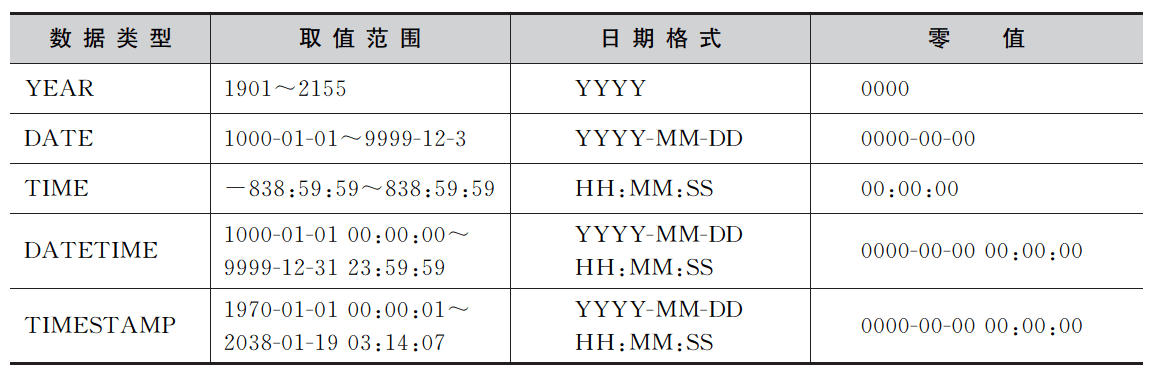 数据类型 取值范围 日期格式 零 值
YEAR 1901～2155 YYYY 0000
DATE 1000-01-01～9999-12-3 YYYY-MM-DD 0000-00-00
TIME －838:59:59～838:59:59 HH:MM:SS 00:00:00
DATETIME 1000-01-01 00:00:00～ YYYY-MM-DD 0000-00-00 00:00:00
9999-12-31 23:59:59 HH:MM:SS
TIMESTAMP 1970-01-01 00:00:01～ YYYY-MM-DD 0000-00-00 00:00:00
2038-01-19 03:14:07 HH:MM:SS